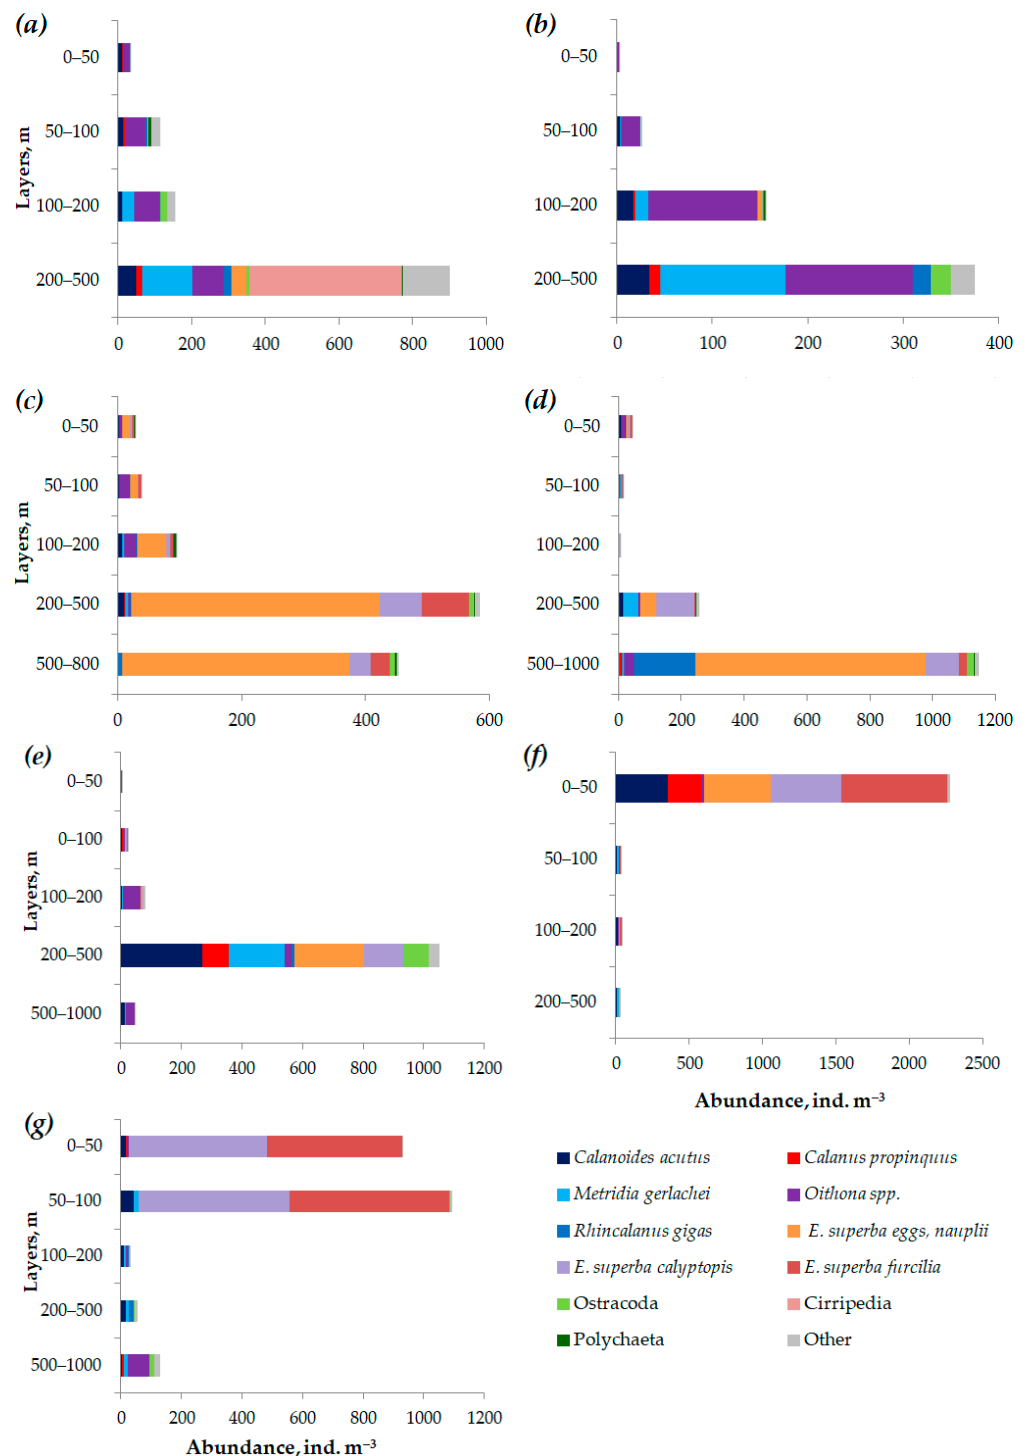 (a)
0–50
50–100
100–200
200–500
Layers, m
0 200 400 600 800 1000
(b)
0–50
50–100
100–200
200–500
0 100 200 300 400
(c)
0–50
50–100
100–200
200–500
500–800
Layers, m
0 200 400 600
(d)
0–50
50–100
100–200
200–500
500–1000
0 200 400 600 800 1000 1200
(e)
0–50
0–100
100–200
200–500
500–1000
Layers, m
0 200 400 600 800 1000 1200
(f)
0–50
50–100
100–200
200–500
0 500 1000 1500 2000 2500
Abundance, ind. m⁻³
(g)
0–50
50–100
100–200
200–500
500–1000
Layers, m
0 200 400 600 800 1000 1200
Abundance, ind. m⁻³
Calanoides acutus
Calanus propinquus
Metridia gerlachei
Oithona spp.
Rhincalanus gigas
E. superba eggs, nauplii
E. superba calyptopis
E. superba furcilia
Ostracoda
Cirripedia
Polychaeta
Other